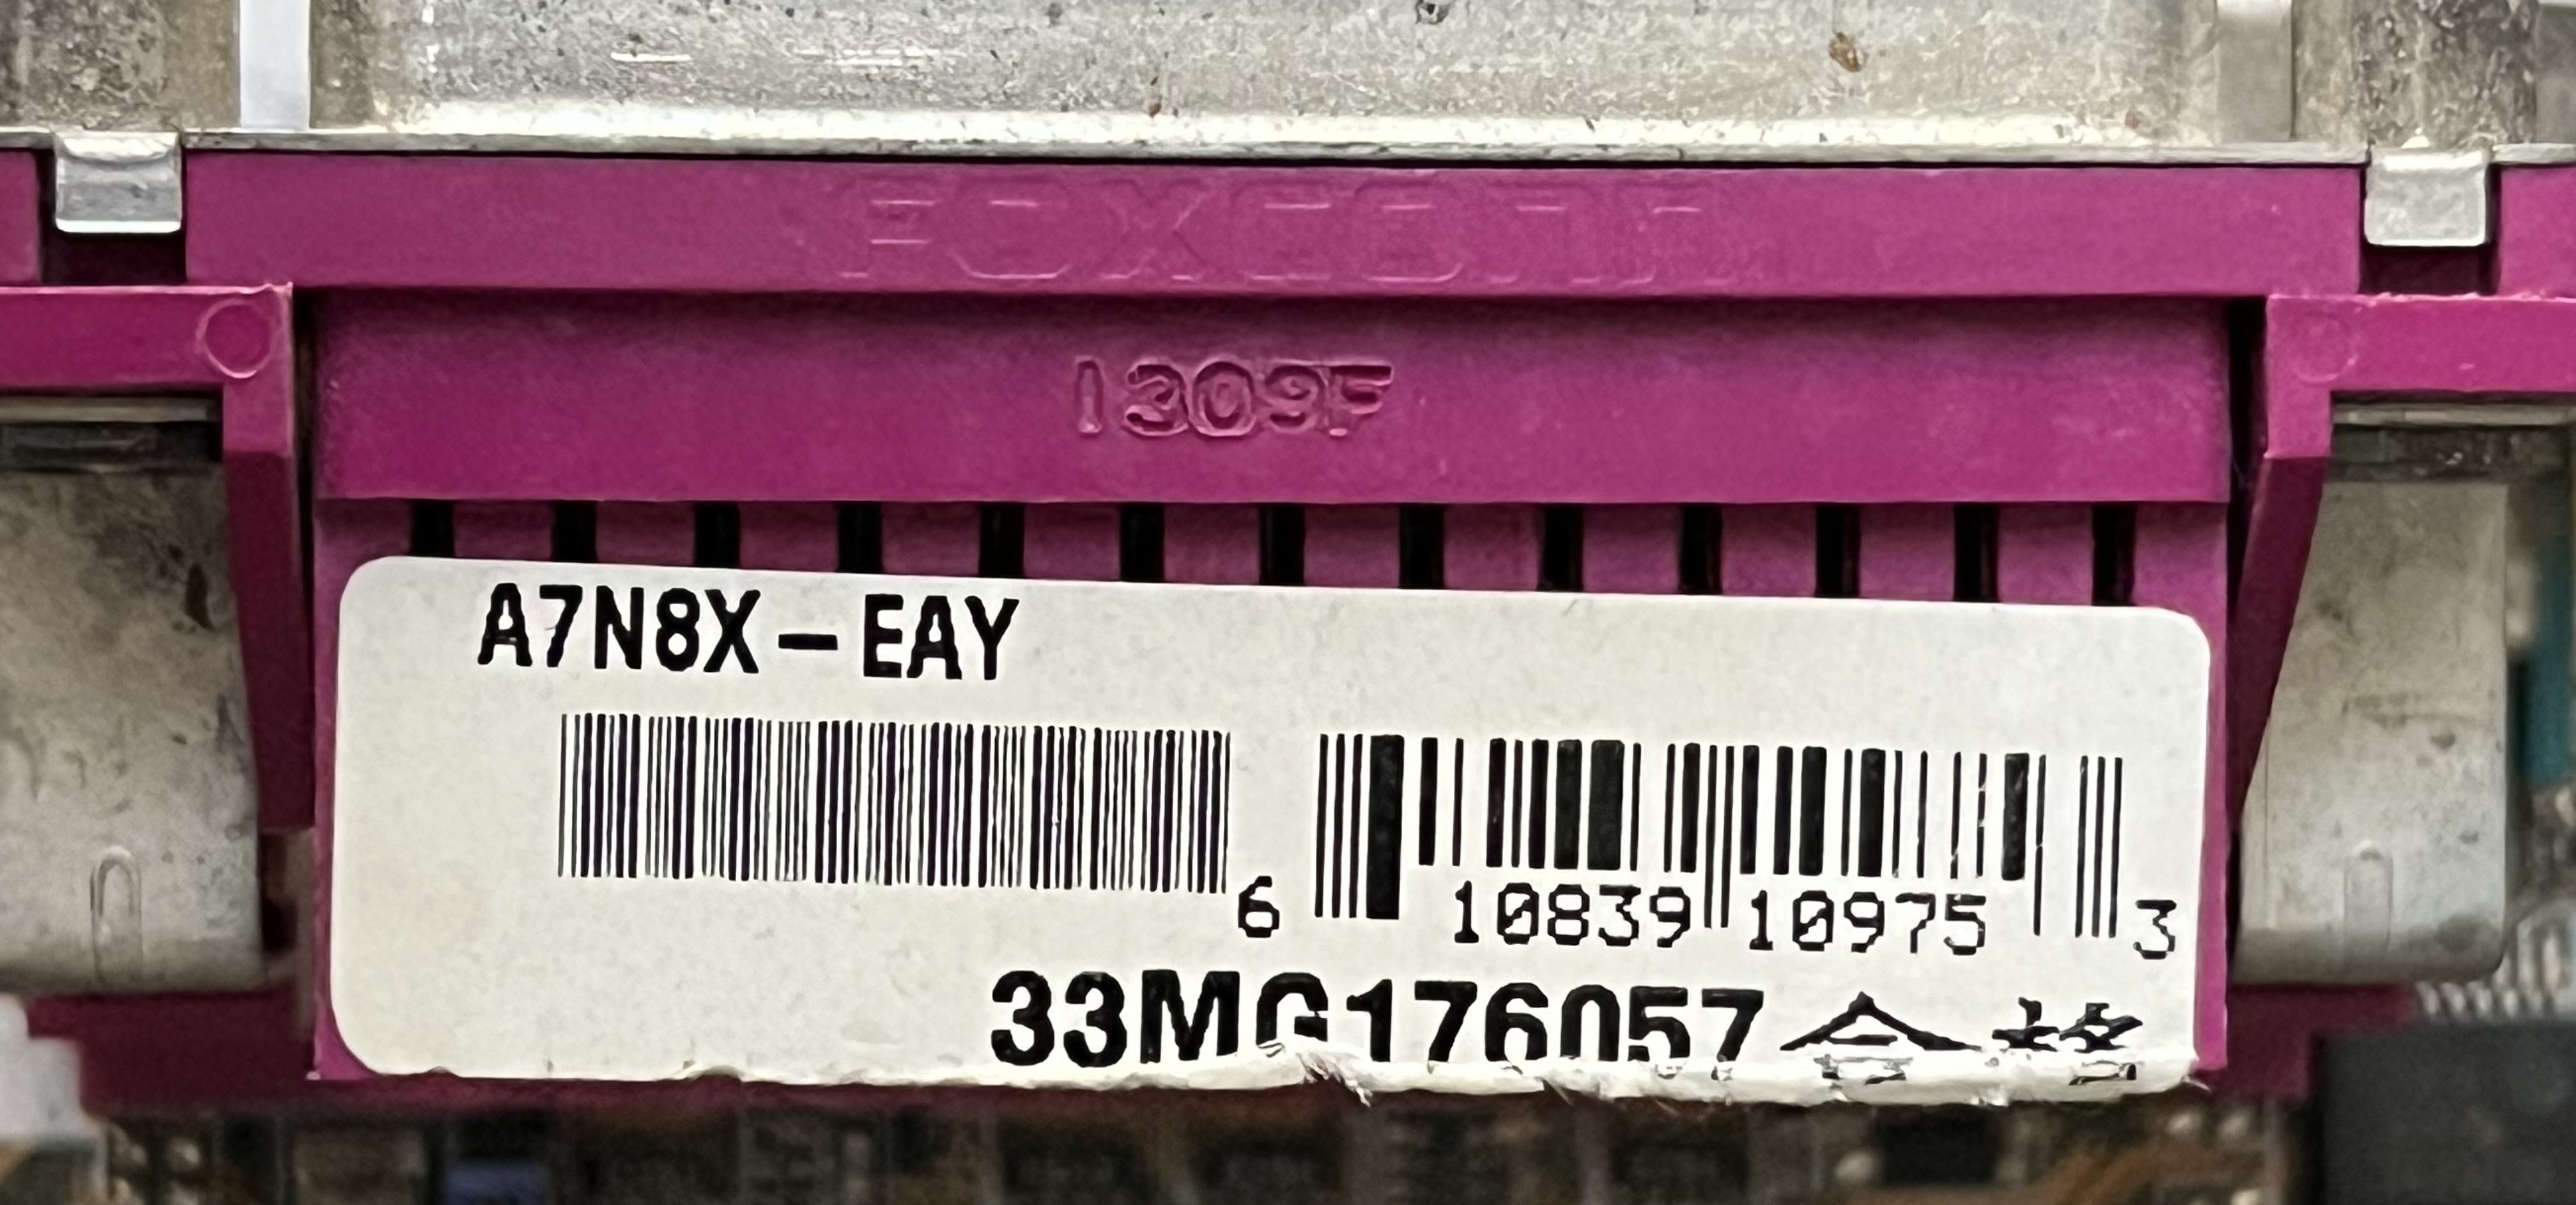 FOXCONN
1309F
A7N8X-EAY
6 10839 10975 3
33MG176057 合格